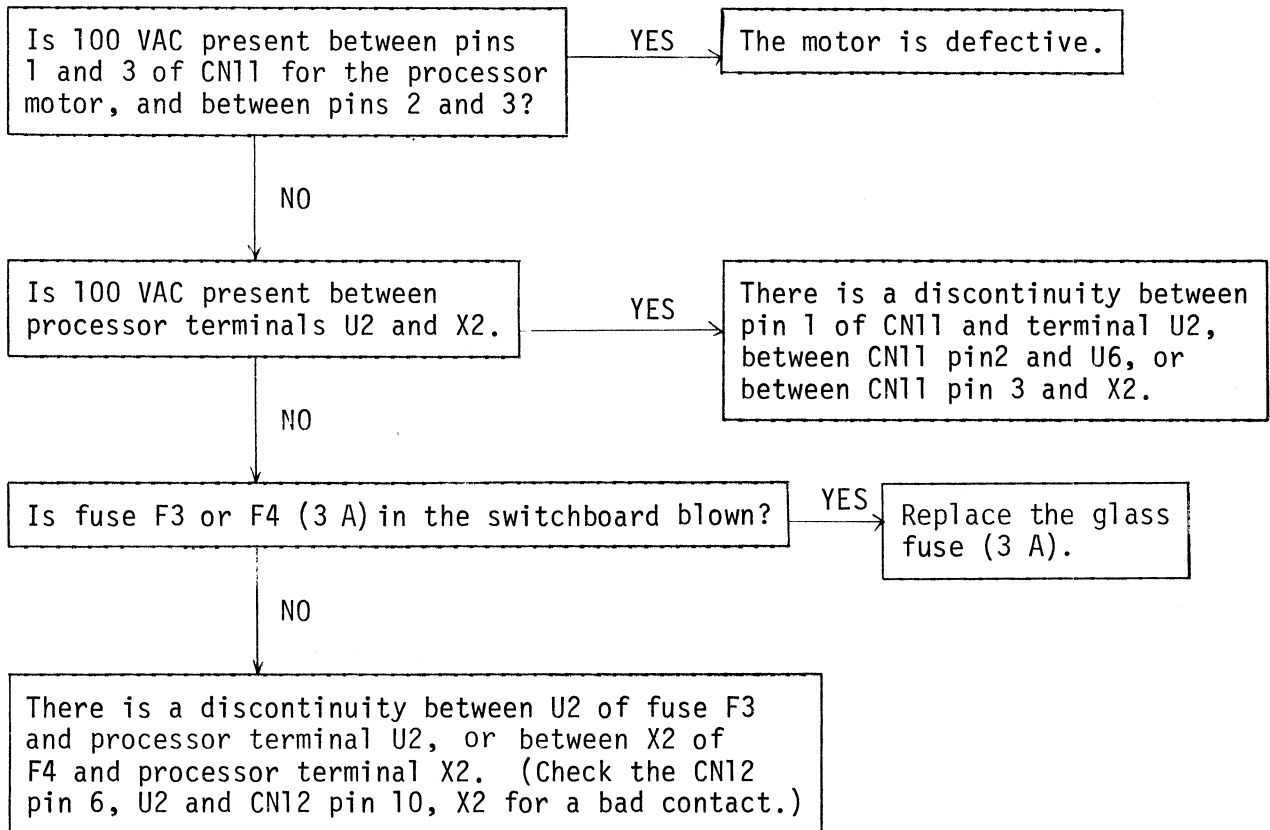 Is 100 VAC present between pins
1 and 3 of CN11 for the processor
motor, and between pins 2 and 3?
YES
The motor is defective.
NO
Is 100 VAC present between
processor terminals U2 and X2.
YES
There is a discontinuity between
pin 1 of CN11 and terminal U2,
between CN11 pin2 and U6, or
between CN11 pin 3 and X2.
NO
Is fuse F3 or F4 (3 A) in the switchboard blown?
YES
Replace the glass
fuse (3 A).
NO
There is a discontinuity between U2 of fuse F3
and processor terminal U2, or between X2 of
F4 and processor terminal X2. (Check the CN12
pin 6, U2 and CN12 pin 10, X2 for a bad contact.)